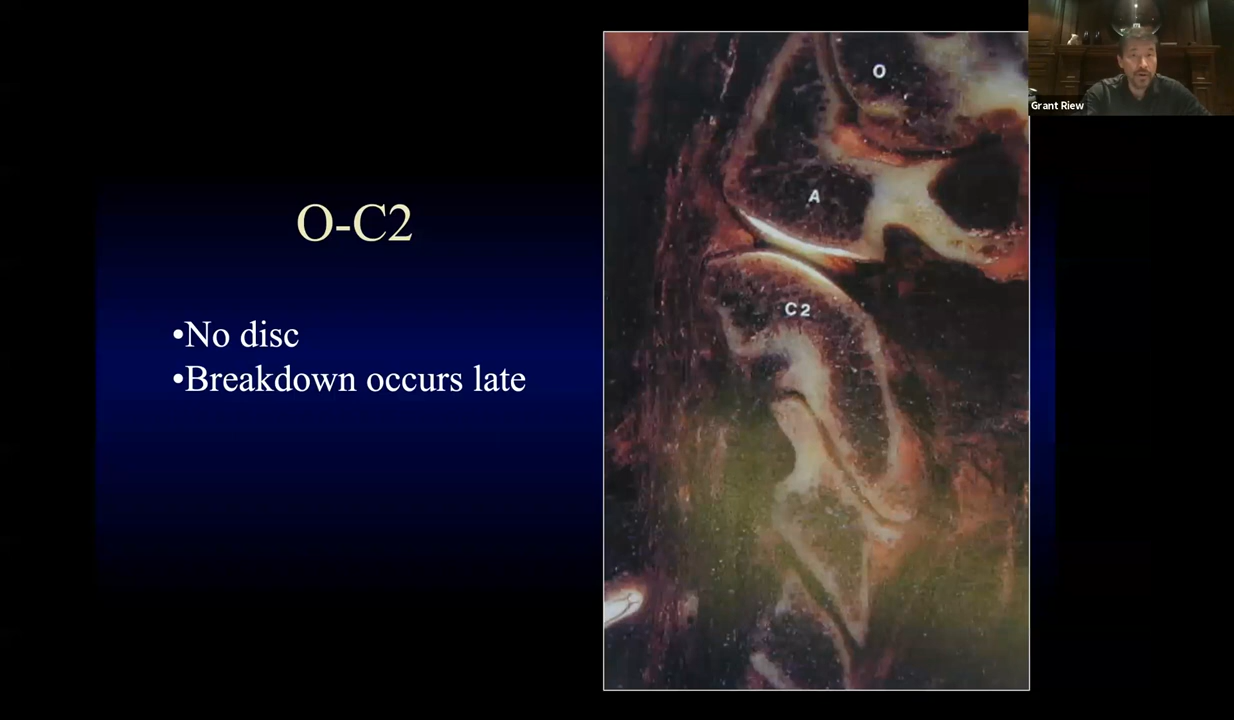 O-C2
•No disc
•Breakdown occurs late
O
A
C2
Grant Riew